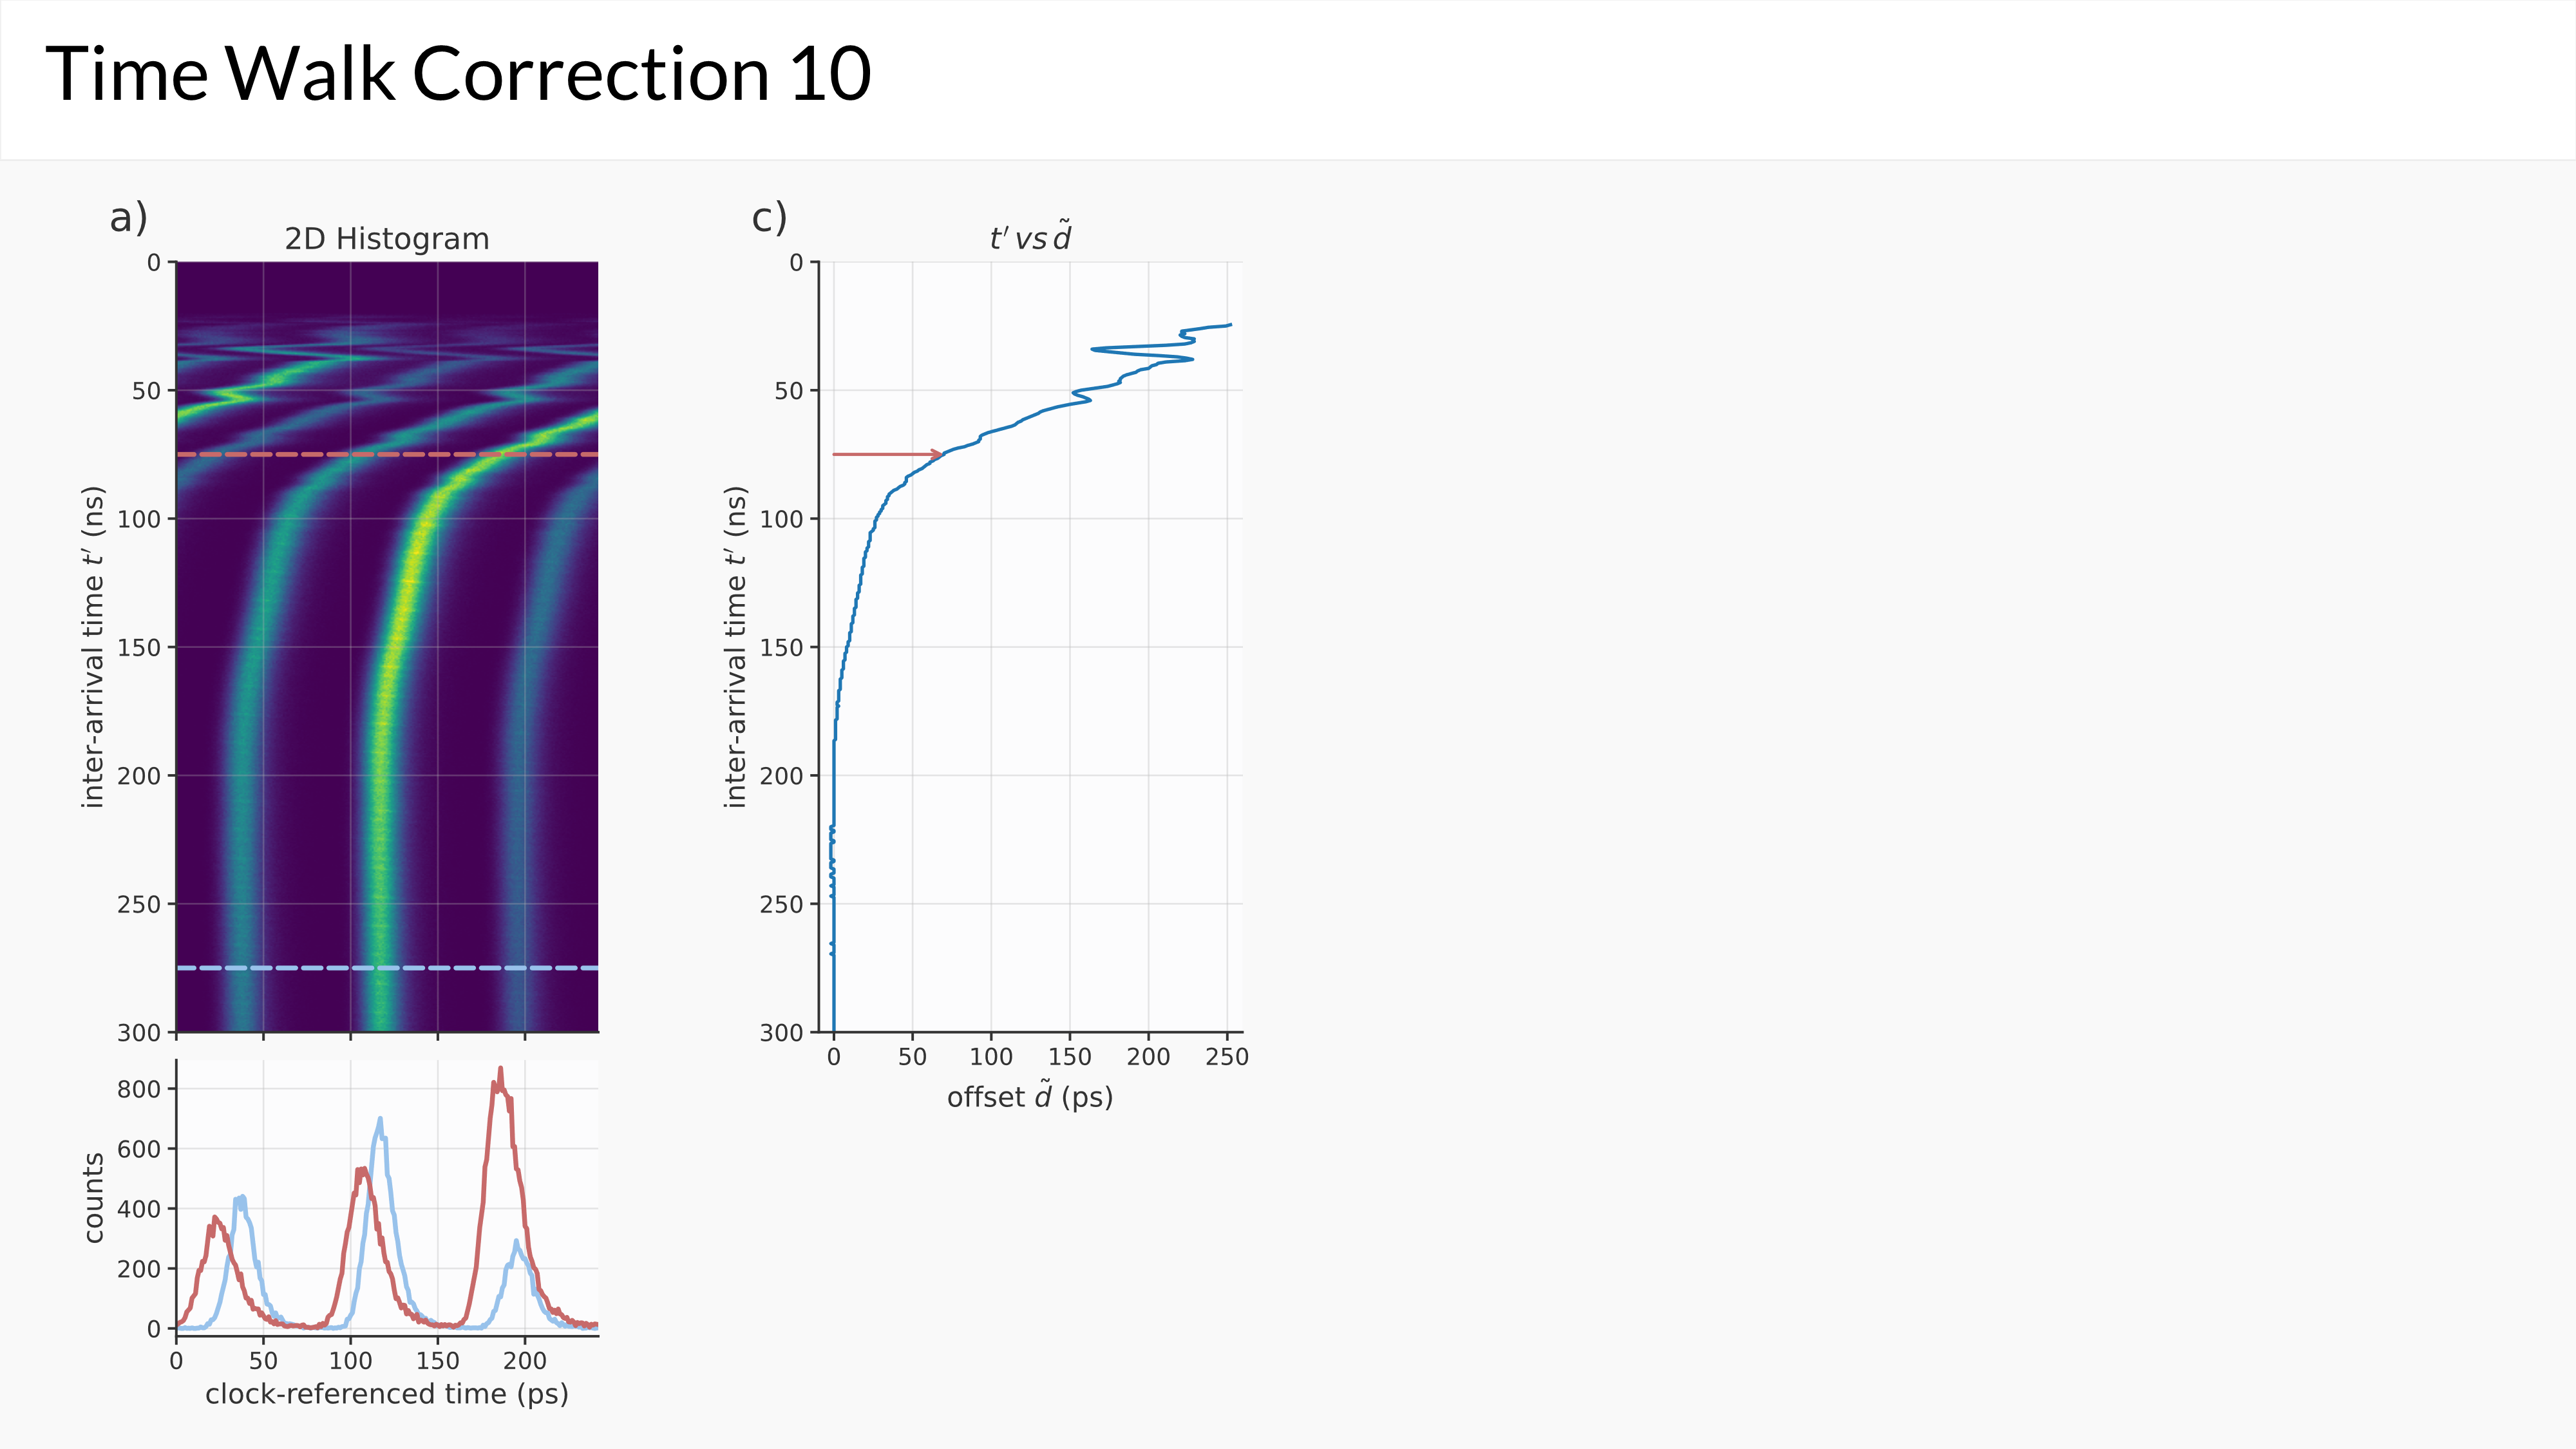 Time Walk Correction 10
a)
2D Histogram
inter-arrival time t′ (ns)
0
50
100
150
200
250
300
counts
800
600
400
200
0
0 50 100 150 200
clock-referenced time (ps)
c)
t′ vs d̃
inter-arrival time t′ (ns)
0
50
100
150
200
250
300
0 50 100 150 200 250
offset d̃ (ps)